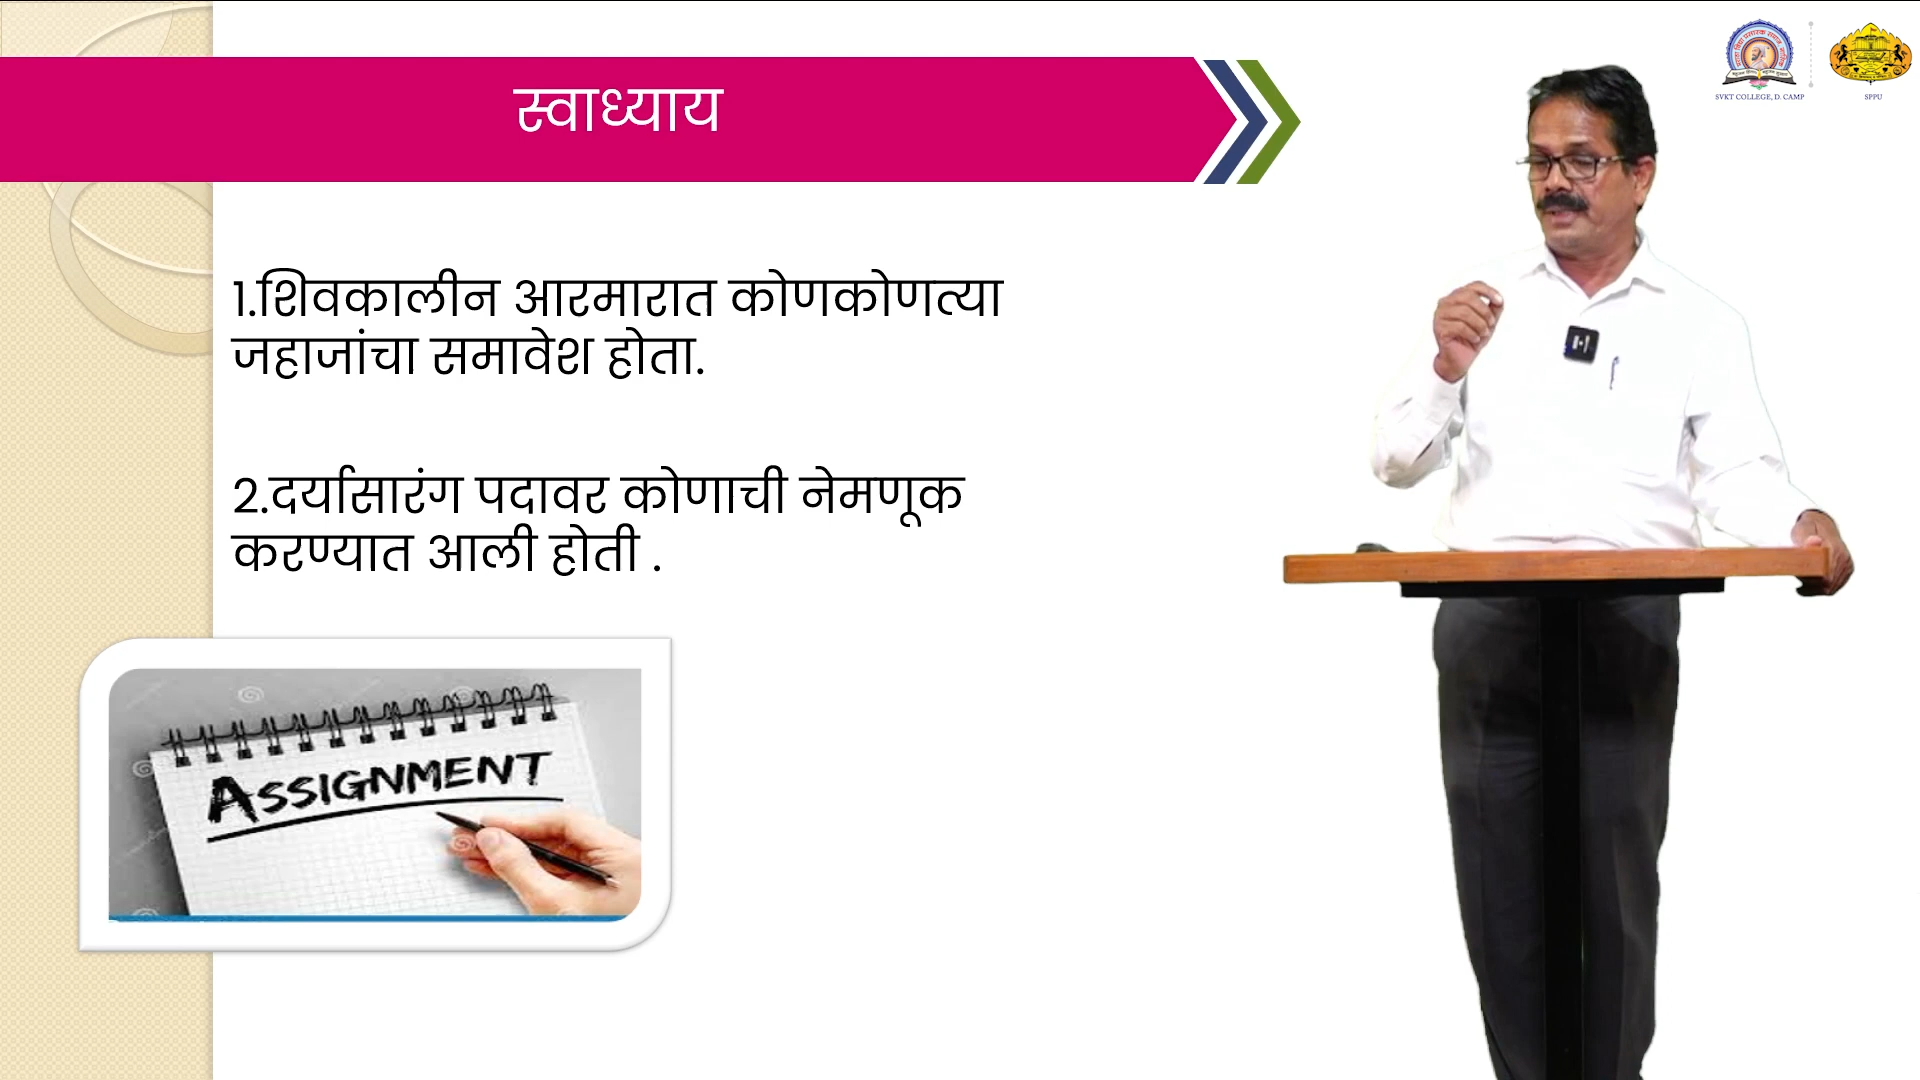 स्वाध्याय
1.शिवकालीन आरमारात कोणकोणत्या
जहाजांचा समावेश होता.
2.दर्यासारंग पदावर कोणाची नेमणूक
करण्यात आली होती .
ASSIGNMENT
SVKT COLLEGE, D. CAMP
SPPU